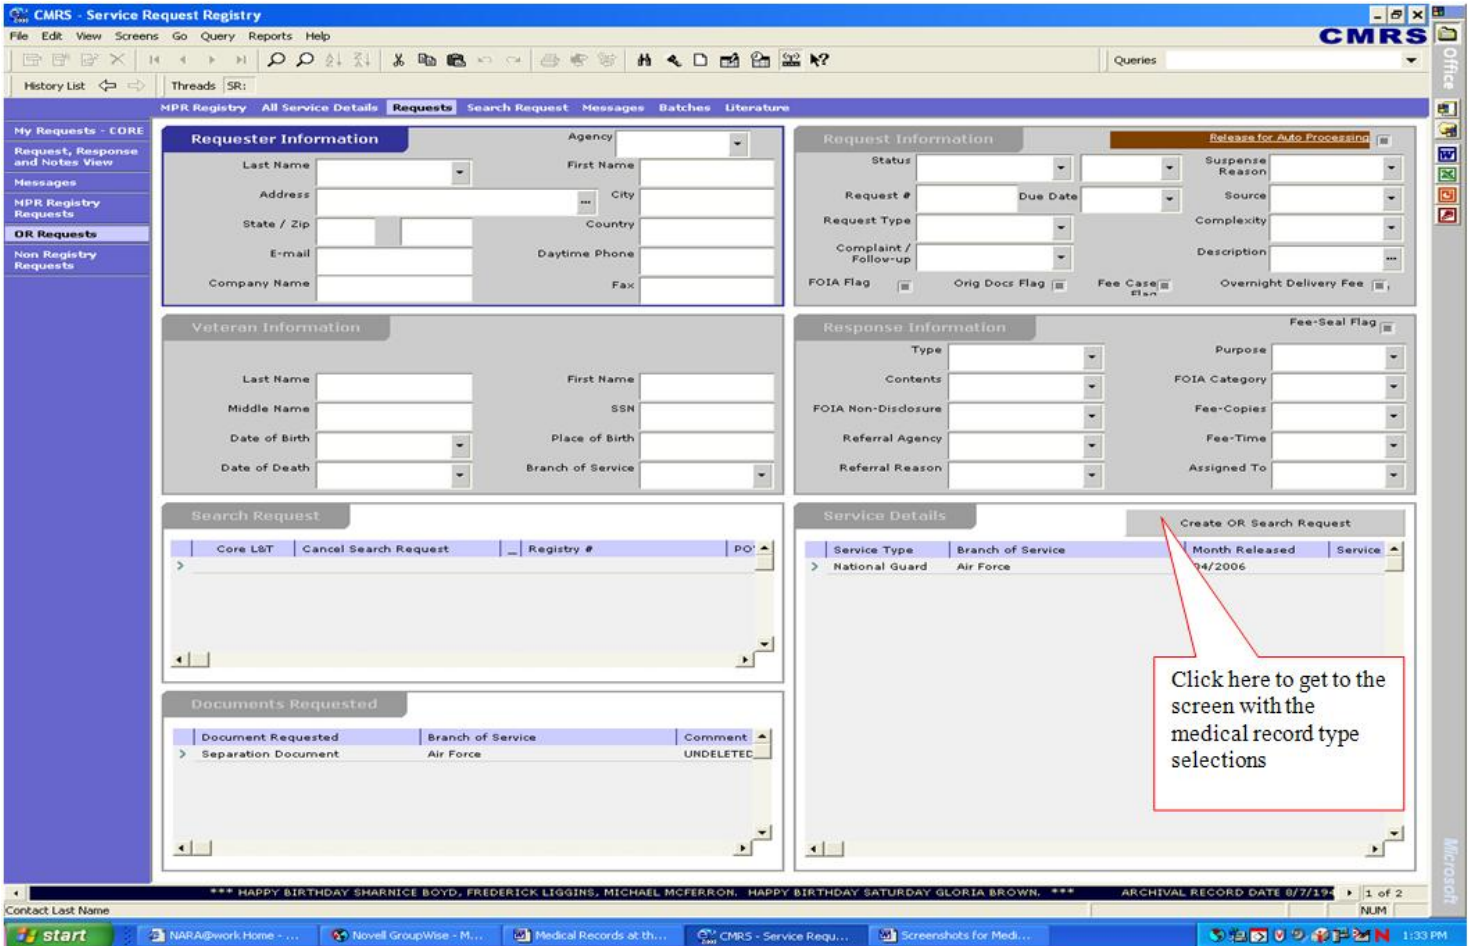 CMRS - Service Request Registry
File Edit View Screens Go Query Reports Help
CMRS
Queries
History List
Threads SR:
MPR Registry All Service Details Requests Search Request Messages Batches Literature
My Requests - CORE
Request, Response
and Notes View
Messages
MPR Registry
Requests
OR Requests
Non Registry
Requests
Requester Information
Agency
Last Name
First Name
Address
...
City
State / Zip
Country
E-mail
Daytime Phone
Company Name
Fax
Request Information
Release for Auto Processing
Status
Suspense
Reason
Request #
Due Date
Source
Request Type
Complexity
Complaint /
Follow-up
Description
...
FOIA Flag
Orig Docs Flag
Fee Case
Flag
Overnight Delivery Fee
Veteran Information
Last Name
First Name
Middle Name
SSN
Date of Birth
Place of Birth
Date of Death
Branch of Service
Response Information
Fee-Seal Flag
Type
Purpose
Contents
FOIA Category
FOIA Non-Disclosure
Fee-Copies
Referral Agency
Fee-Time
Referral Reason
Assigned To
Search Request
Core L&T Cancel Search Request _ Registry #
Service Details
Create OR Search Request
Service Type Branch of Service Month Released Service
National Guard Air Force 04/2006
Click here to get to the
screen with the
medical record type
selections
Documents Requested
Document Requested Branch of Service Comment
Separation Document Air Force UNDELETED
*** HAPPY BIRTHDAY SHARNICE BOYD, FREDERICK LIGGINS, MICHAEL MCFERRON. HAPPY BIRTHDAY SATURDAY GLORIA BROWN. *** ARCHIVAL RECORD DATE 8/7/194
1 of 2
Contact Last Name
NUM
start
NARA@work Home - ...
Novell GroupWise - M...
Medical Records at th...
CMRS - Service Requ...
Screenshots for Medi...
1:33 PM
Office
Microsoft